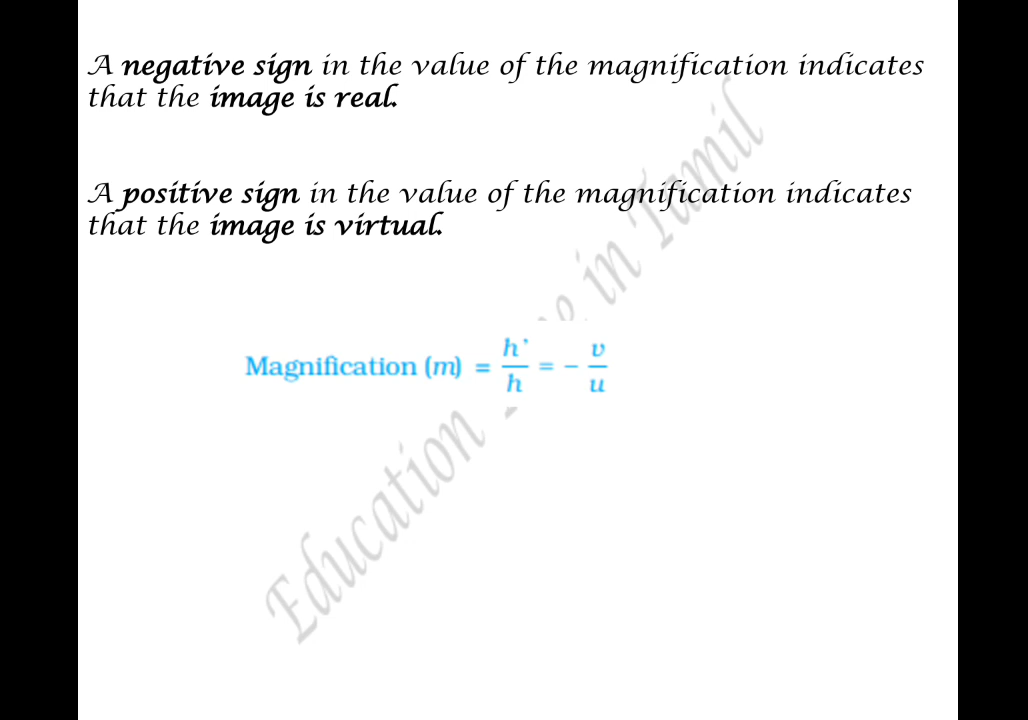 A negative sign in the value of the magnification indicates
that the image is real.
A positive sign in the value of the magnification indicates
that the image is virtual.
Magnification (m) = h’/h = – v/u
Education in Tamil